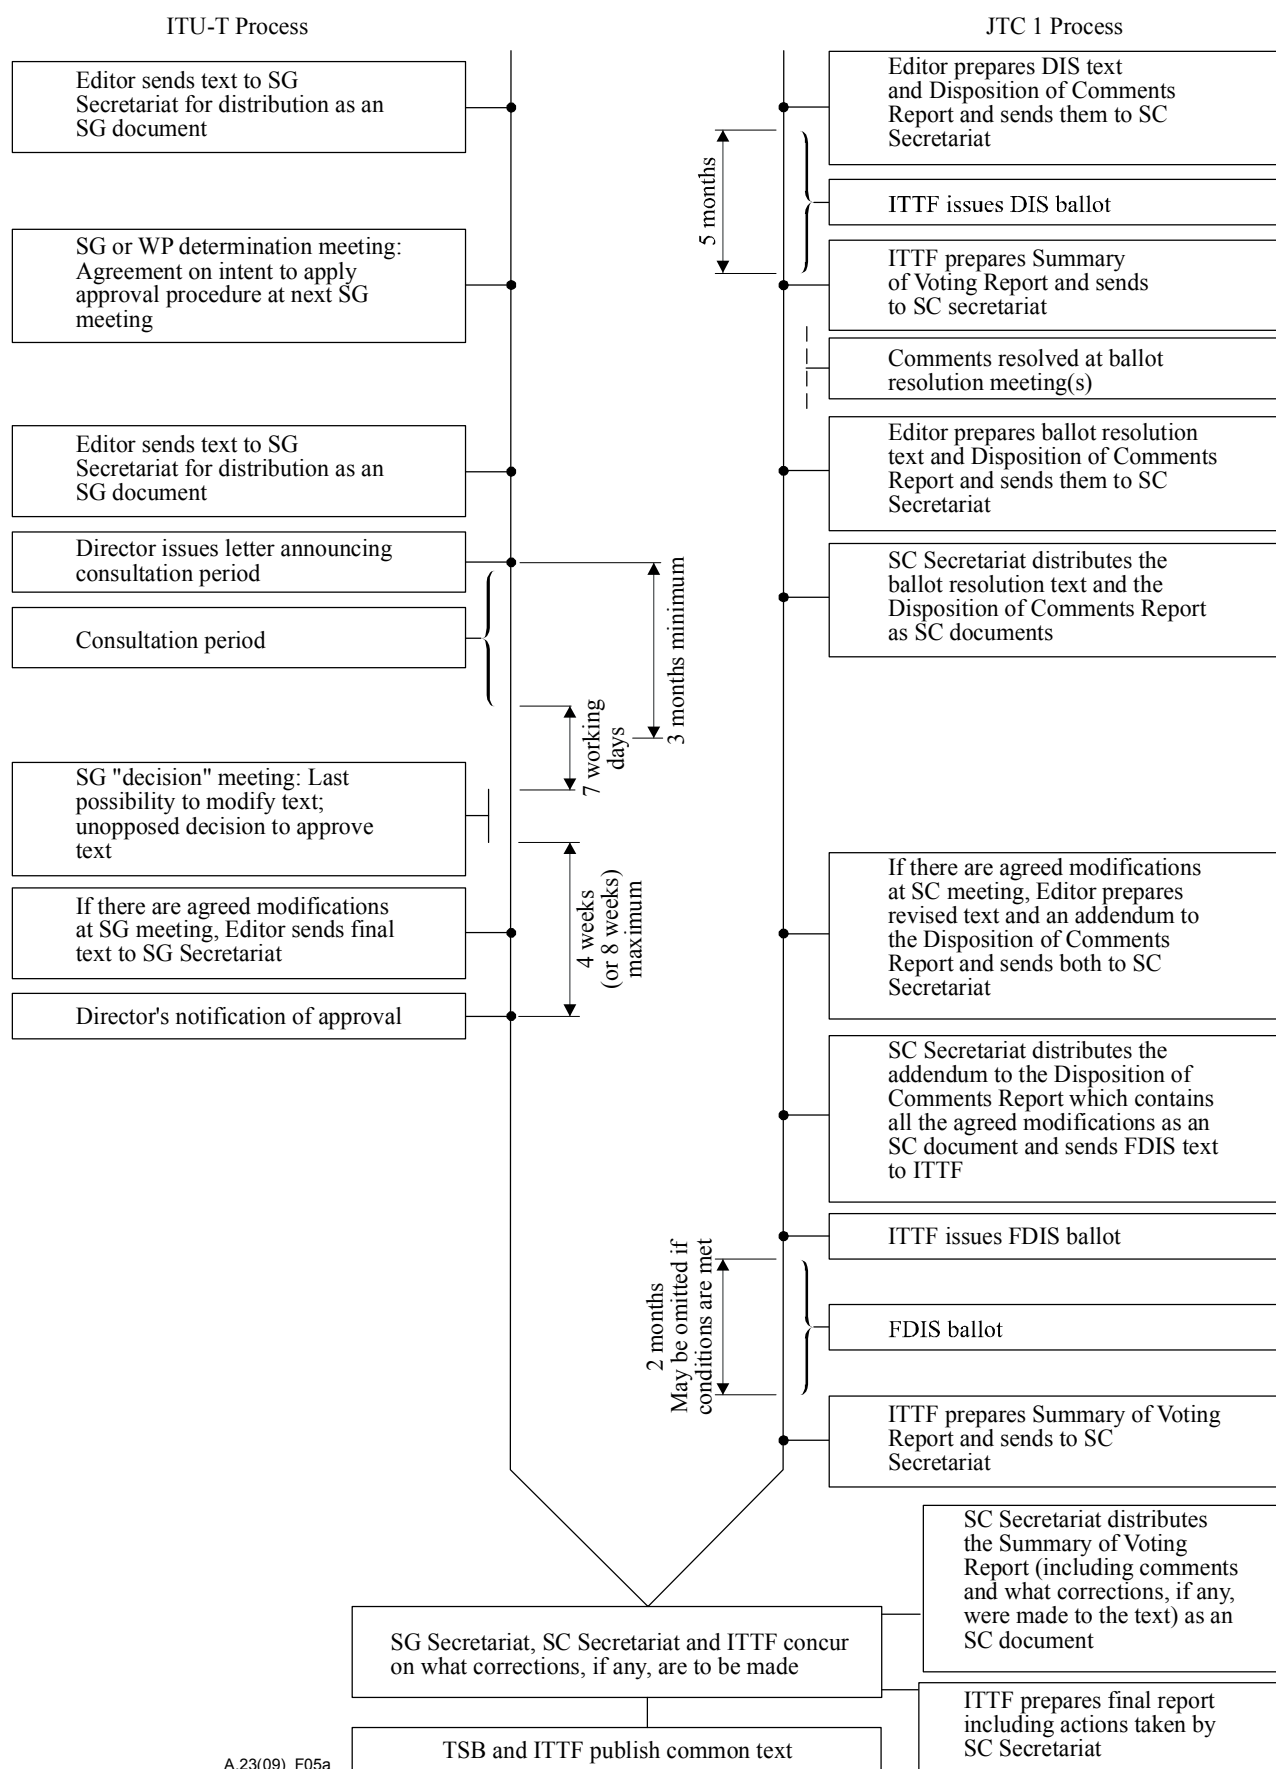 ITU-T Process
JTC 1 Process
Editor sends text to SG
Secretariat for distribution as an
SG document
SG or WP determination meeting:
Agreement on intent to apply
approval procedure at next SG
meeting
Editor sends text to SG
Secretariat for distribution as an
SG document
Director issues letter announcing
consultation period
Consultation period
SG "decision" meeting: Last
possibility to modify text;
unopposed decision to approve
text
If there are agreed modifications
at SG meeting, Editor sends final
text to SG Secretariat
Director's notification of approval
3 months minimum
7 working
days
4 weeks
(or 8 weeks)
maximum
5 months
2 months
May be omitted if
conditions are met
Editor prepares DIS text
and Disposition of Comments
Report and sends them to SC
Secretariat
ITTF issues DIS ballot
ITTF prepares Summary
of Voting Report and sends
to SC secretariat
Comments resolved at ballot
resolution meeting(s)
Editor prepares ballot resolution
text and Disposition of Comments
Report and sends them to SC
Secretariat
SC Secretariat distributes the
ballot resolution text and the
Disposition of Comments Report
as SC documents
If there are agreed modifications
at SC meeting, Editor prepares
revised text and an addendum to
the Disposition of Comments
Report and sends both to SC
Secretariat
SC Secretariat distributes the
addendum to the Disposition of
Comments Report which contains
all the agreed modifications as an
SC document and sends FDIS text
to ITTF
ITTF issues FDIS ballot
FDIS ballot
ITTF prepares Summary of Voting
Report and sends to SC
Secretariat
SC Secretariat distributes
the Summary of Voting
Report (including comments
and what corrections, if any,
were made to the text) as an
SC document
SG Secretariat, SC Secretariat and ITTF concur
on what corrections, if any, are to be made
ITTF prepares final report
including actions taken by
SC Secretariat
TSB and ITTF publish common text
A.23(09)_F05a